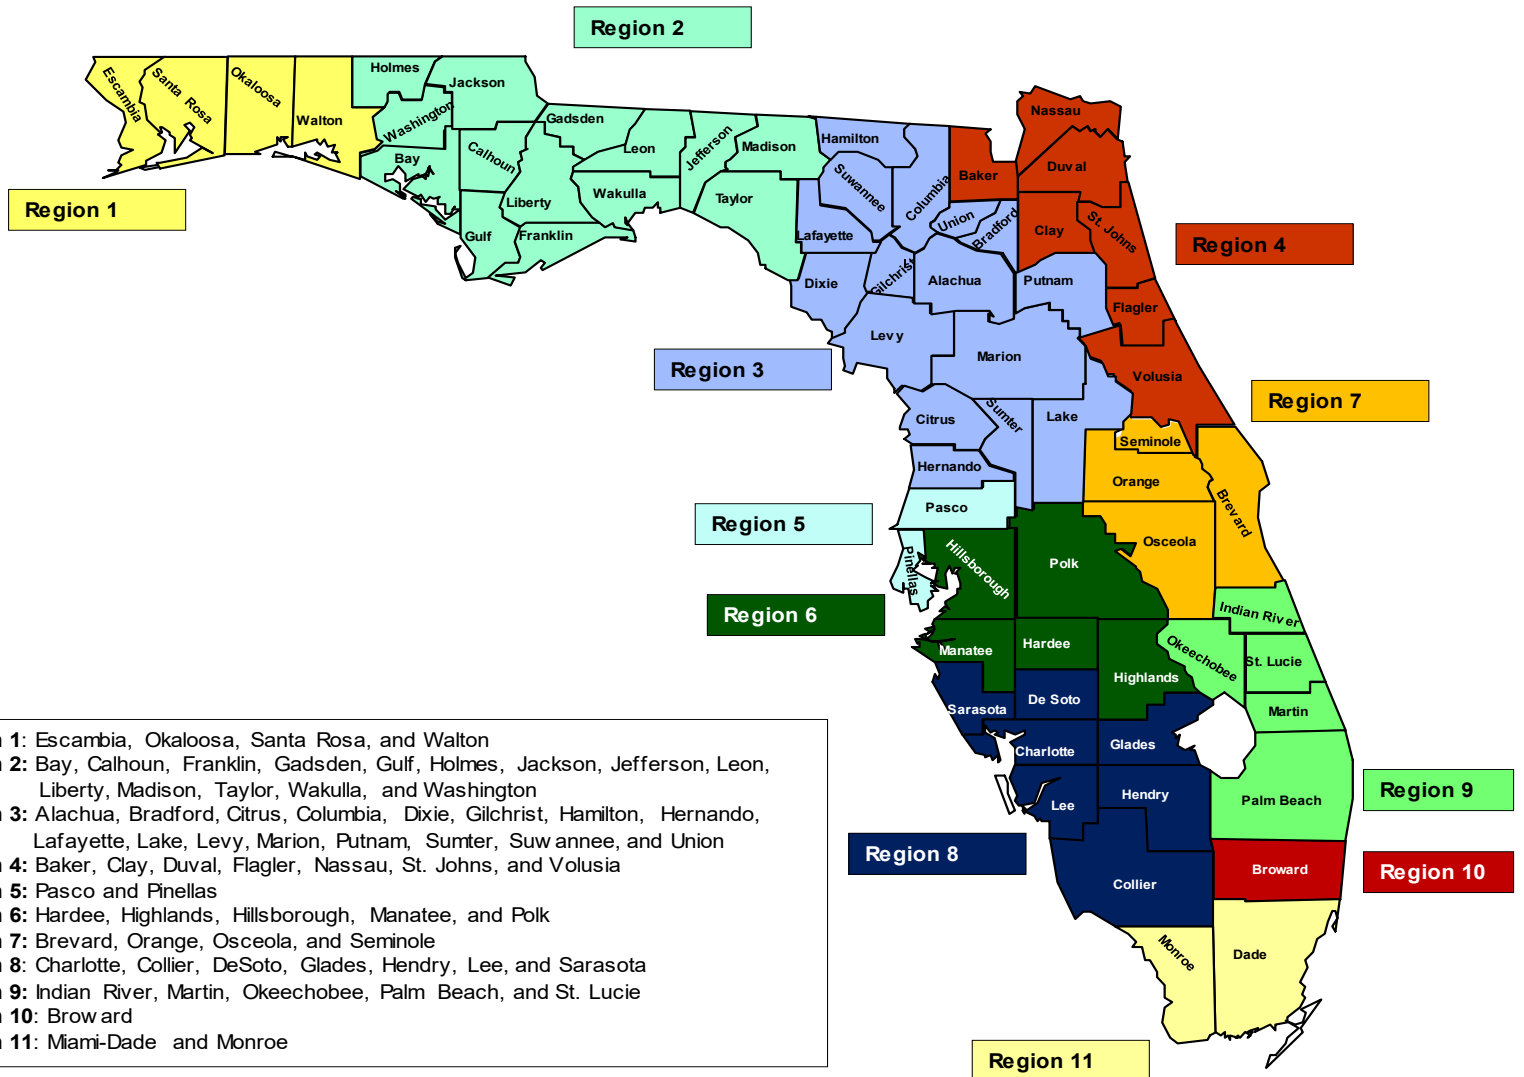 Region 2
Holmes
Jackson
Escambia
Santa Rosa
Okaloosa
Walton
Washington
Bay
Calhoun
Gadsden
Leon
Jefferson
Madison
Hamilton
Nassau
Duval
Baker
Suwannee
Columbia
Region 1
Liberty
Wakulla
Taylor
Gulf
Franklin
Lafayette
Union
Bradford
Clay
St. Johns
Region 4
Dixie
Gilchrist
Alachua
Putnam
Flagler
Levy
Marion
Region 3
Volusia
Region 7
Citrus
Sumter
Lake
Seminole
Hernando
Orange
Brevard
Pasco
Region 5
Osceola
Pinellas
Hillsborough
Polk
Region 6
Indian River
Manatee
Hardee
Okeechobee
St. Lucie
Highlands
Sarasota
De Soto
Martin
Charlotte
Glades
Lee
Hendry
Palm Beach
Region 9
Region 8
Collier
Broward
Region 10
Monroe
Dade
Region 11
1: Escambia, Okaloosa, Santa Rosa, and Walton
2: Bay, Calhoun, Franklin, Gadsden, Gulf, Holmes, Jackson, Jefferson, Leon,
Liberty, Madison, Taylor, Wakulla, and Washington
3: Alachua, Bradford, Citrus, Columbia, Dixie, Gilchrist, Hamilton, Hernando,
Lafayette, Lake, Levy, Marion, Putnam, Sumter, Suwannee, and Union
4: Baker, Clay, Duval, Flagler, Nassau, St. Johns, and Volusia
5: Pasco and Pinellas
6: Hardee, Highlands, Hillsborough, Manatee, and Polk
7: Brevard, Orange, Osceola, and Seminole
8: Charlotte, Collier, DeSoto, Glades, Hendry, Lee, and Sarasota
9: Indian River, Martin, Okeechobee, Palm Beach, and St. Lucie
10: Broward
11: Miami-Dade and Monroe